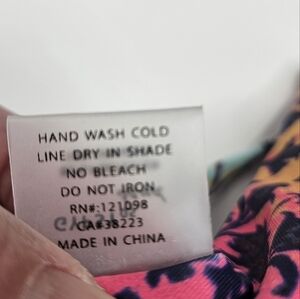 HAND WASH COLD
LINE DRY IN SHADE
NO BLEACH
DO NOT IRON
RN#:121098
CA#38223
MADE IN CHINA